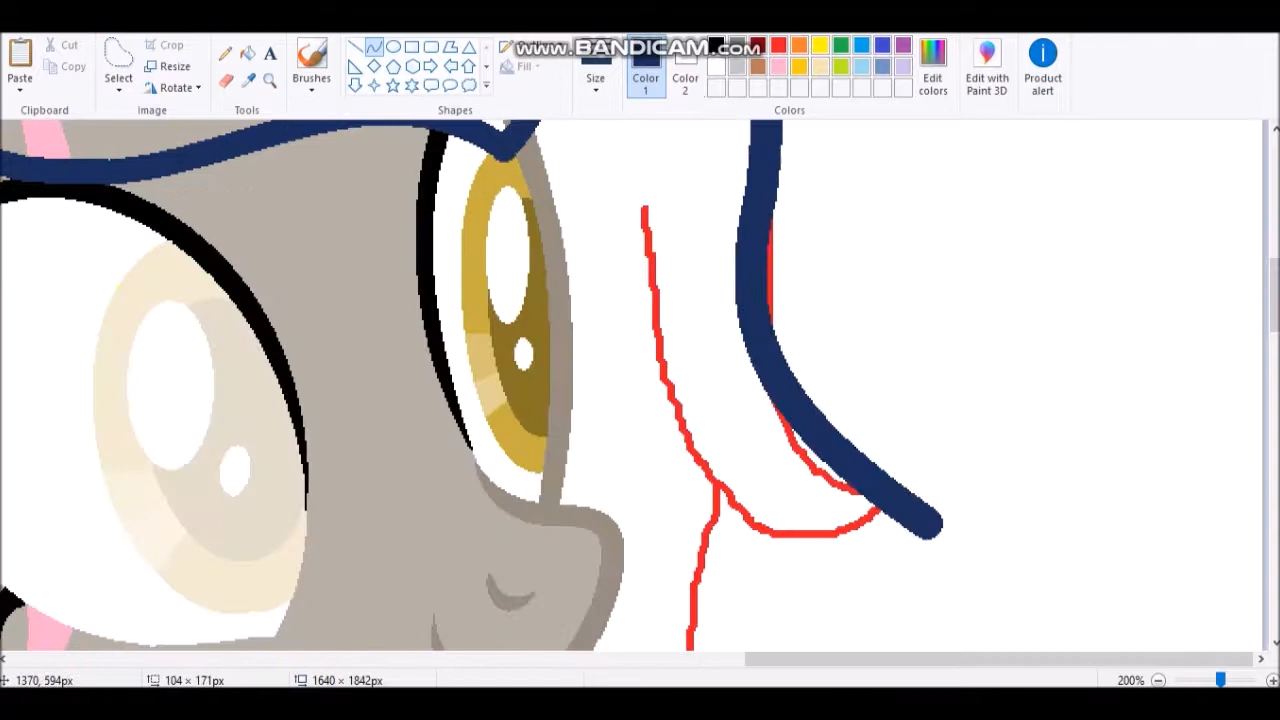 www.BANDICAM.com
Paste
Cut
Copy
Clipboard
Select
Crop
Resize
Rotate
Image
A
Tools
Brushes
Fill
Shapes
Size
Color
1
Color
2
Colors
Edit
colors
Edit with
Paint 3D
Product
alert
1370, 594px
104 × 171px
1640 × 1842px
200%